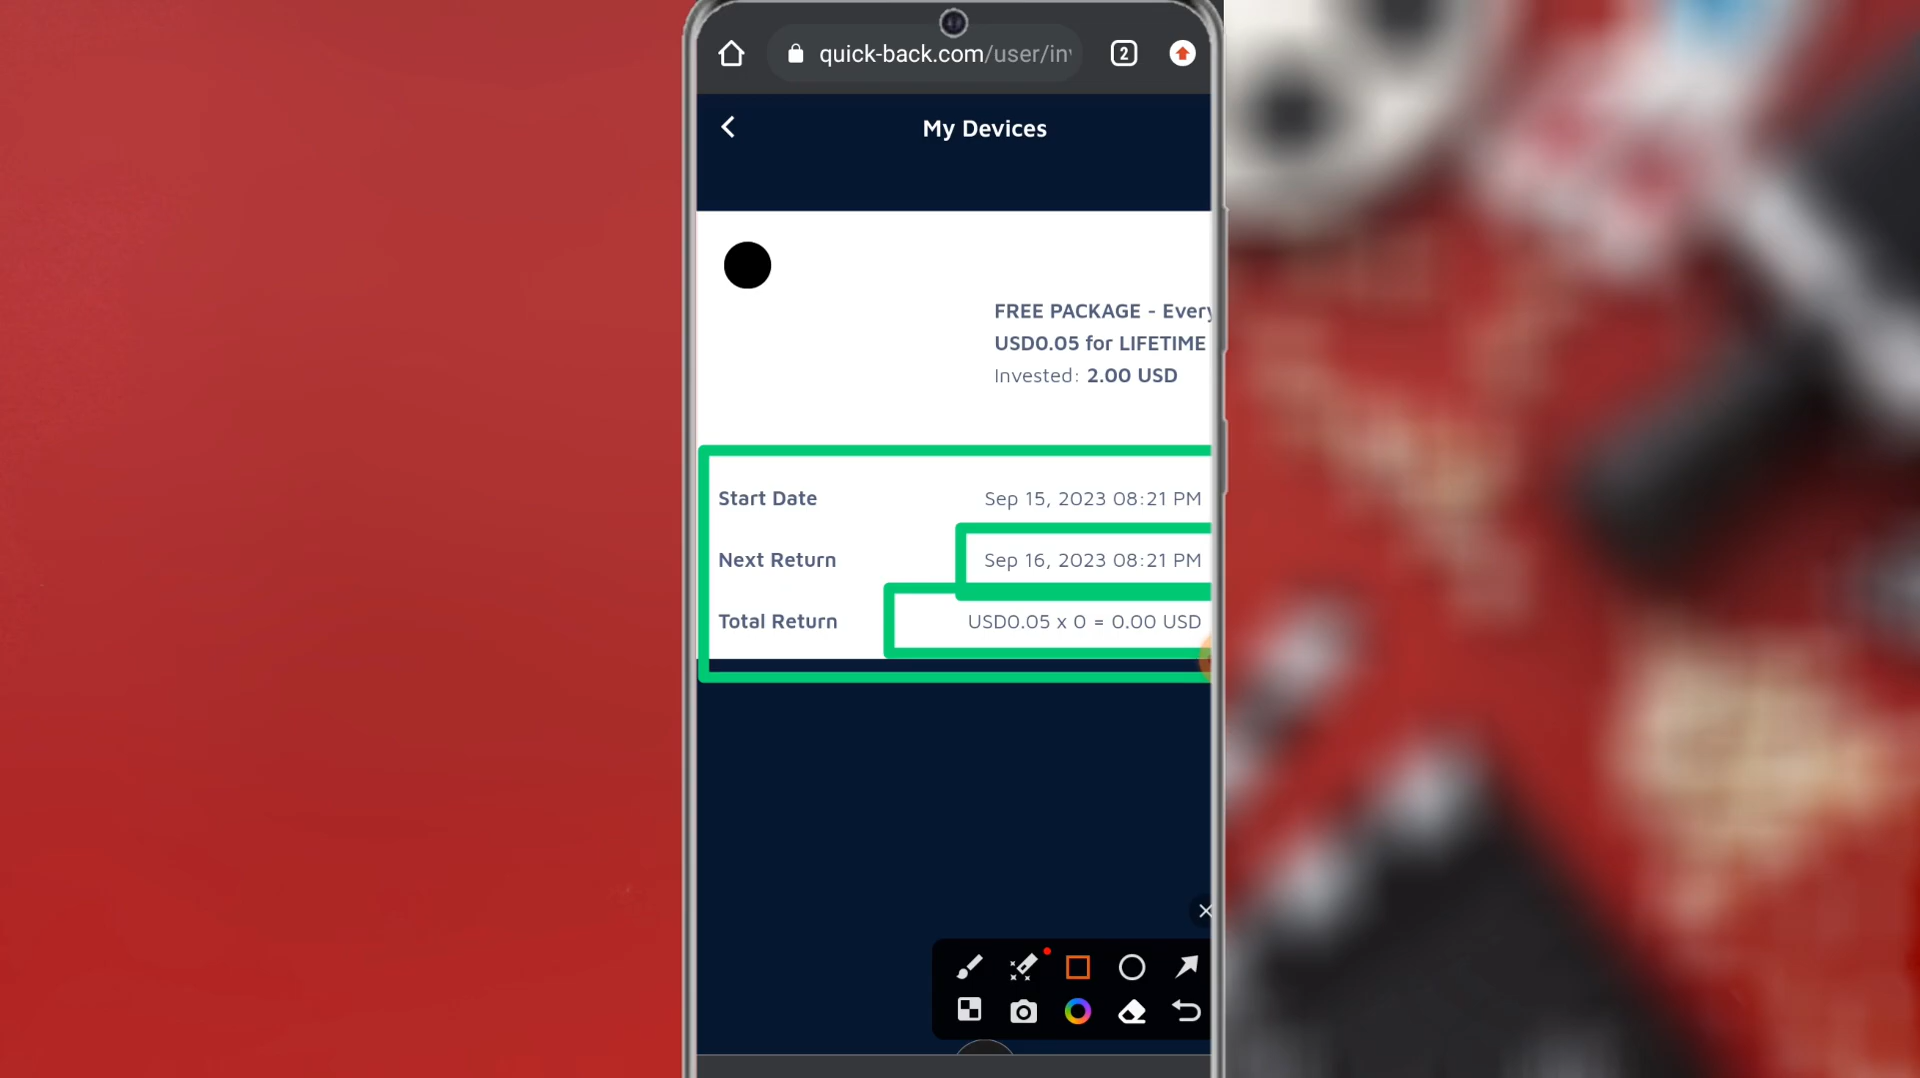 quick-back.com/user/in
2
My Devices
FREE PACKAGE - Every
USD0.05 for LIFETIME
Invested: 2.00 USD
Start Date Sep 15, 2023 08:21 PM
Next Return Sep 16, 2023 08:21 PM
Total Return USD0.05 x 0 = 0.00 USD